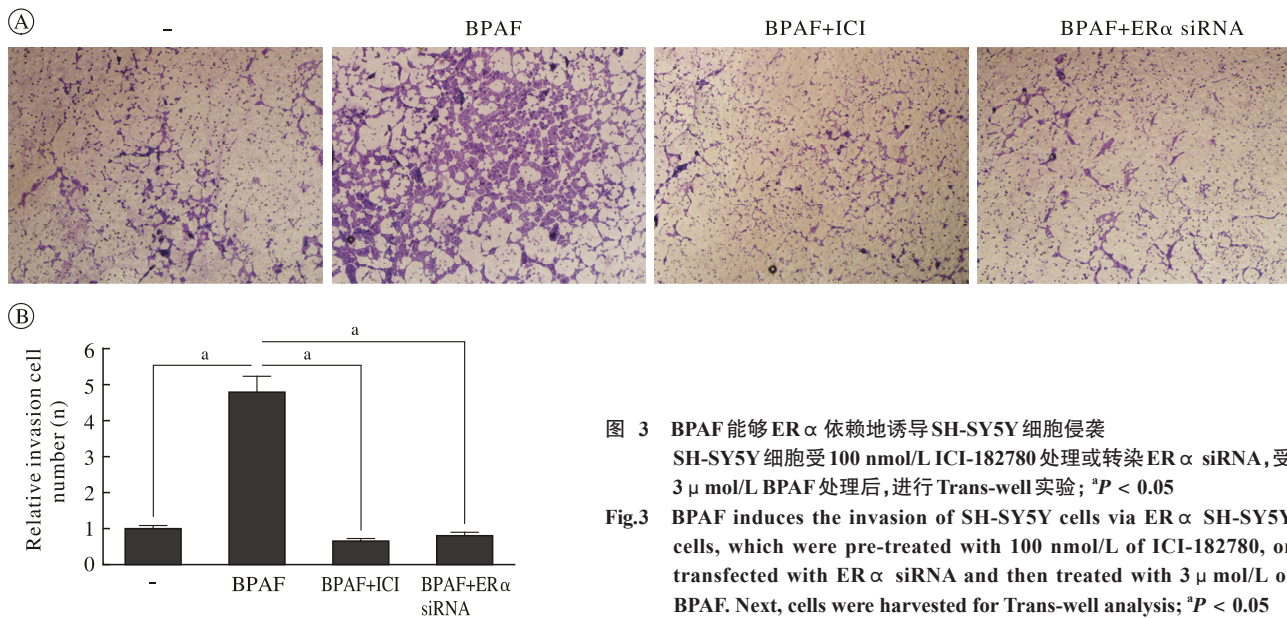 A
- BPAF BPAF+ICI BPAF+ERα siRNA
B
Relative invasion cell
number (n)
6
5
4
3
2
1
0
a
a
a
- BPAF BPAF+ICI BPAF+ERα
siRNA
图 3 BPAF能够ERα依赖地诱导SH-SY5Y细胞侵袭
SH-SY5Y细胞受100 nmol/L ICI-182780处理或转染ERα siRNA,受
3 μmol/L BPAF处理后,进行Trans-well实验; ᵃP < 0.05
Fig.3 BPAF induces the invasion of SH-SY5Y cells via ERα SH-SY5Y
cells, which were pre-treated with 100 nmol/L of ICI-182780, or
transfected with ERα siRNA and then treated with 3 μmol/L o
BPAF. Next, cells were harvested for Trans-well analysis; ᵃP < 0.05